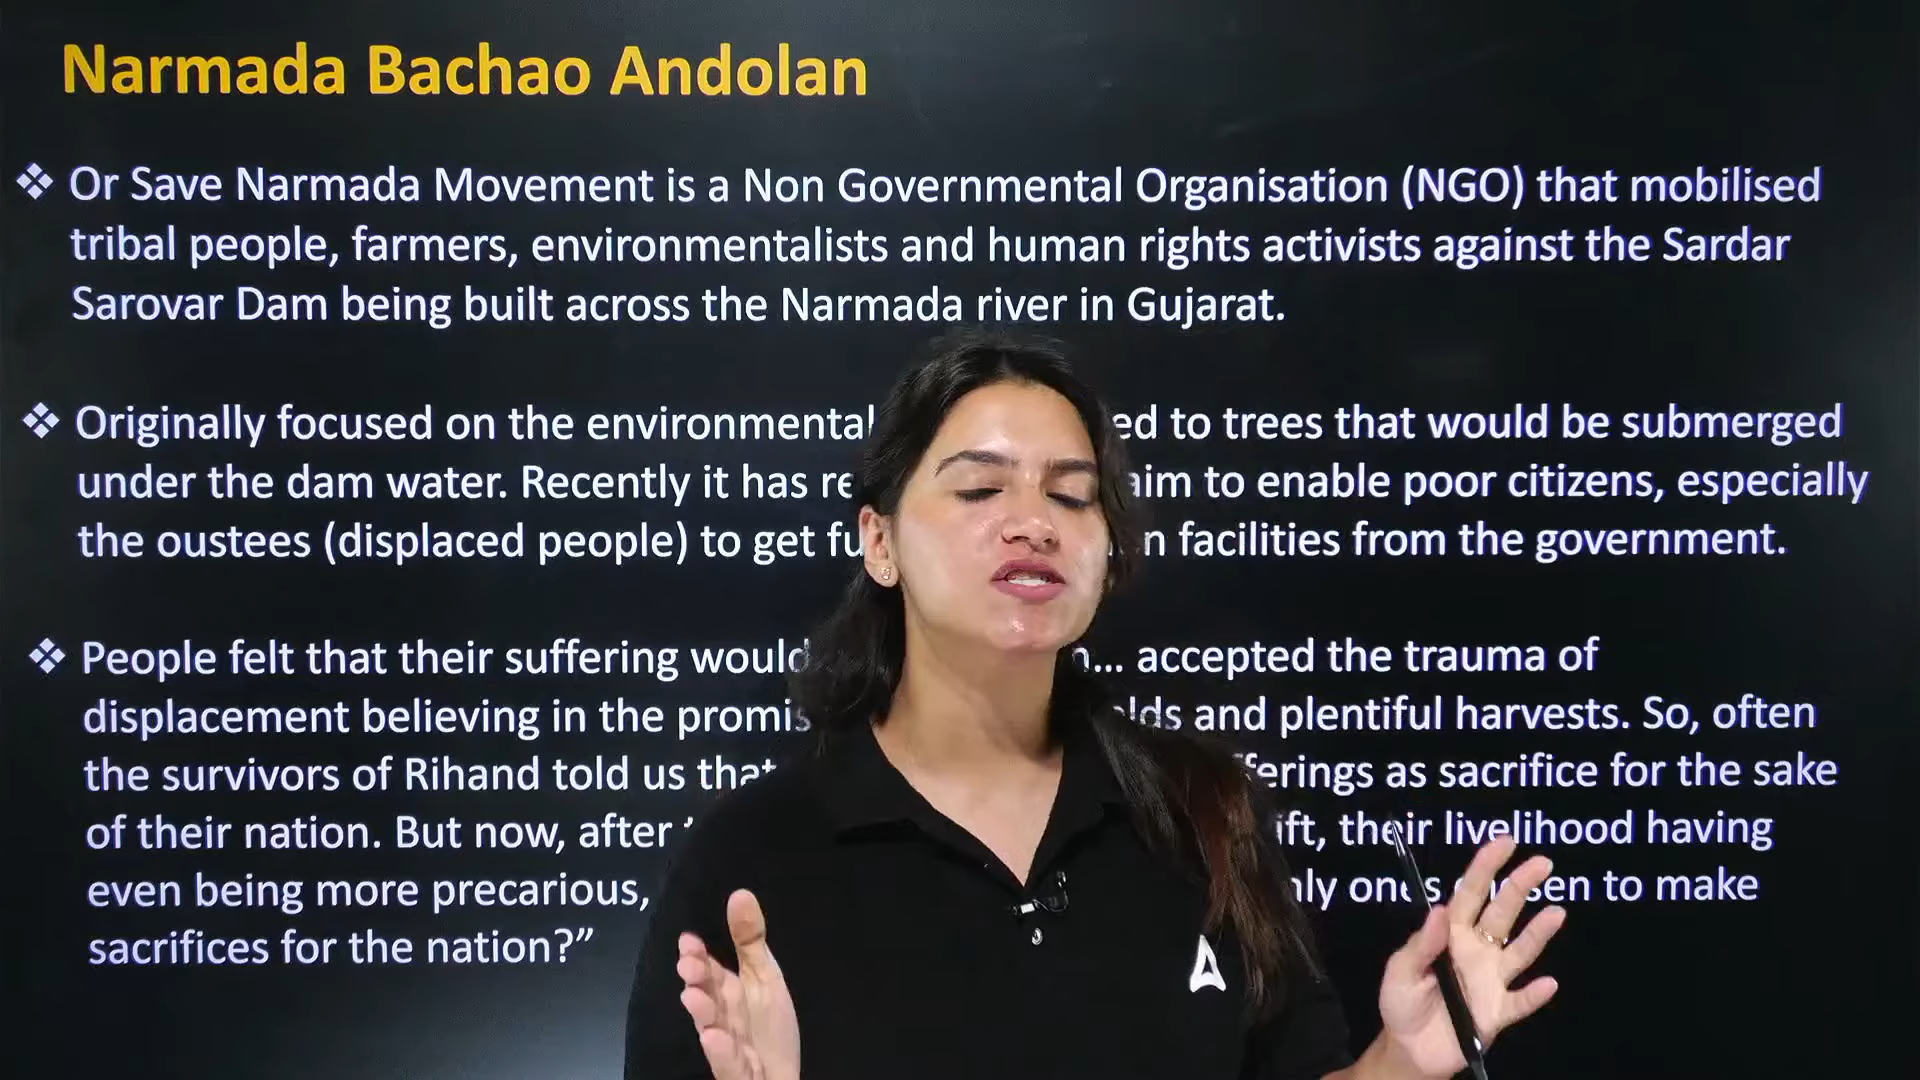 Narmada Bachao Andolan
❖ Or Save Narmada Movement is a Non Governmental Organisation (NGO) that mobilised
tribal people, farmers, environmentalists and human rights activists against the Sardar
Sarovar Dam being built across the Narmada river in Gujarat.
❖ Originally focused on the environmental to trees that would be submerged
under the dam water. Recently it has to enable poor citizens, especially
the oustees (displaced people) to get facilities from the government.
❖ People felt that their suffering would accepted the trauma of
displacement believing in the and plentiful harvests. So, often
the survivors of Rihand told us that as sacrifice for the sake
of their nation. But now, after their livelihood having
even being more precarious, ones chosen to make
sacrifices for the nation?”